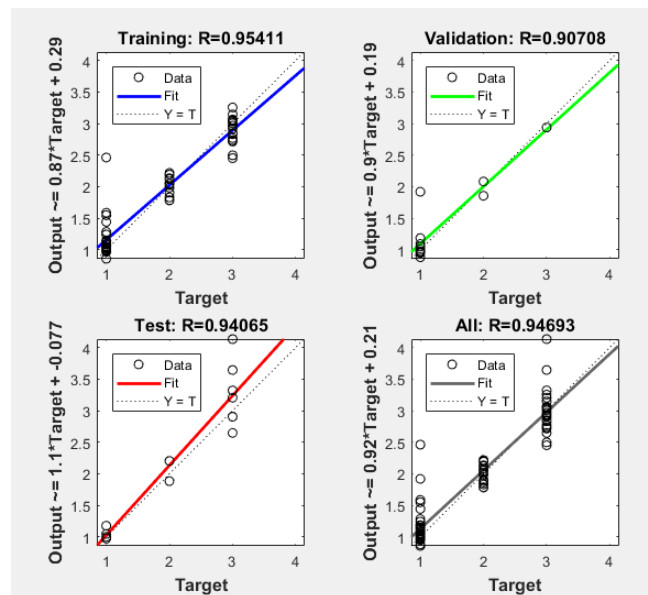 Training: R=0.95411
Output ~= 0.87*Target + 0.29
4
3.5
3
2.5
2
1.5
1
Data
Fit
Y = T
1 2 3 4
Target
Validation: R=0.90708
Output ~= 0.9*Target + 0.19
4
3.5
3
2.5
2
1.5
1
Data
Fit
Y = T
1 2 3 4
Target
Test: R=0.94065
Output ~= 1.1*Target + -0.077
4
3.5
3
2.5
2
1.5
1
Data
Fit
Y = T
1 2 3 4
Target
All: R=0.94693
Output ~= 0.92*Target + 0.21
4
3.5
3
2.5
2
1.5
1
Data
Fit
Y = T
1 2 3 4
Target